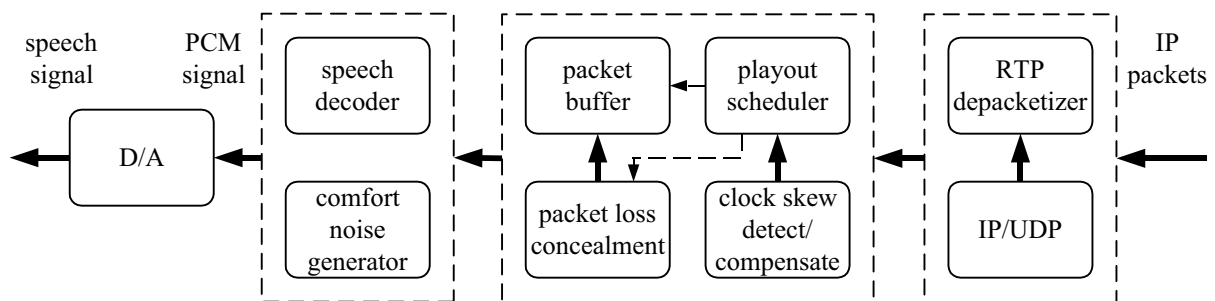 speech
signal
PCM
signal
D/A
speech
decoder
comfort
noise
generator
packet
buffer
playout
scheduler
packet loss
concealment
clock skew
detect/
compensate
RTP
depacketizer
IP/UDP
IP
packets